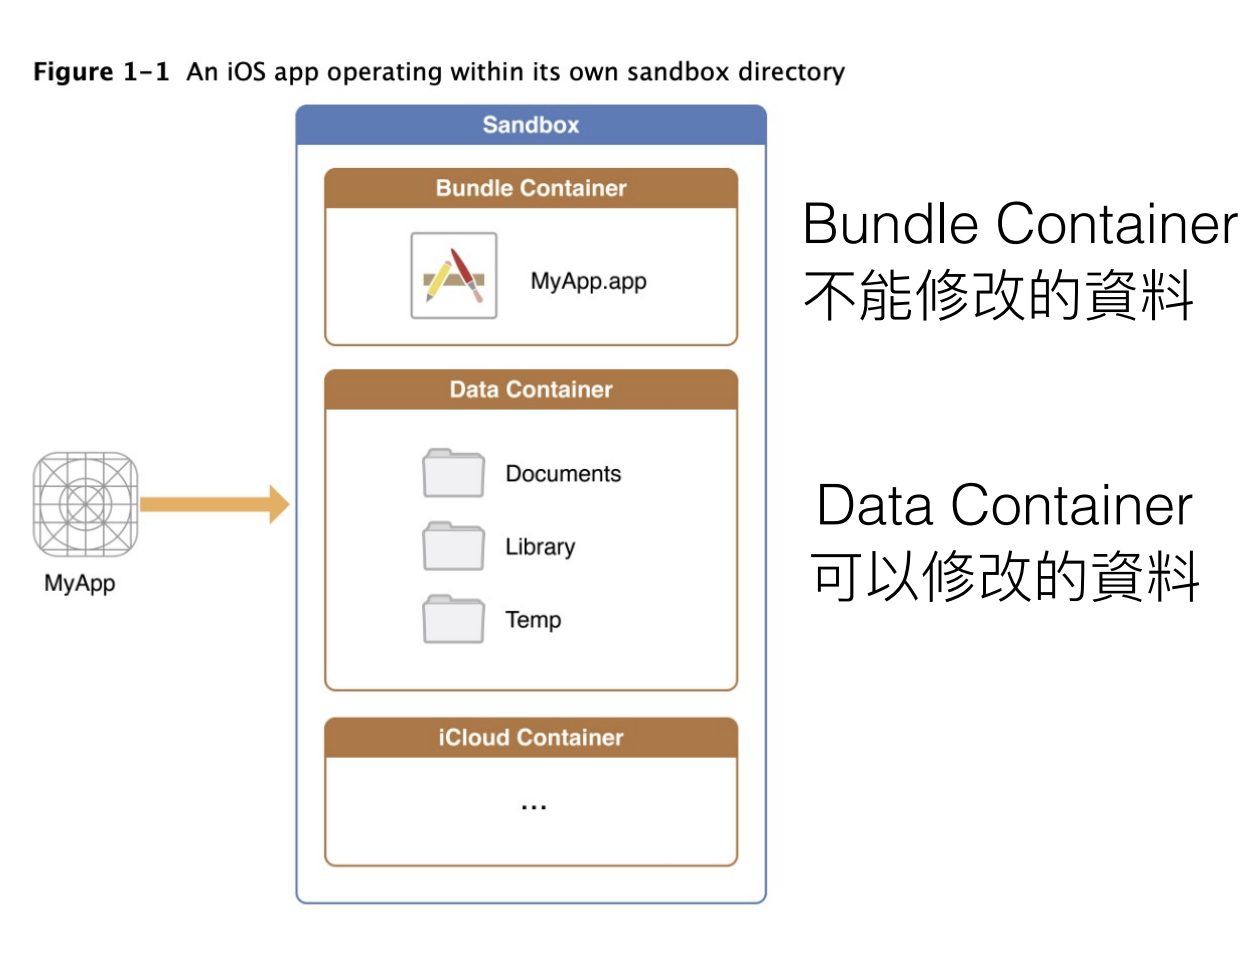 Figure 1-1 An iOS app operating within its own sandbox directory
Sandbox
Bundle Container
MyApp.app
Bundle Container
不能修改的資料
Data Container
Documents
Library
Temp
Data Container
可以修改的資料
MyApp
iCloud Container
...